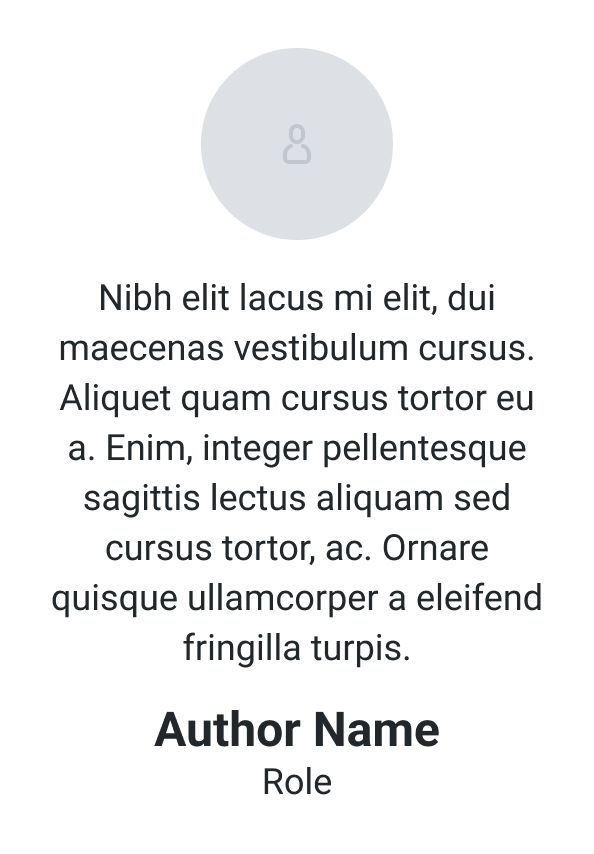 Nibh elit lacus mi elit, dui
maecenas vestibulum cursus.
Aliquet quam cursus tortor eu
a. Enim, integer pellentesque
sagittis lectus aliquam sed
cursus tortor, ac. Ornare
quisque ullamcorper a eleifend
fringilla turpis.
Author Name
Role